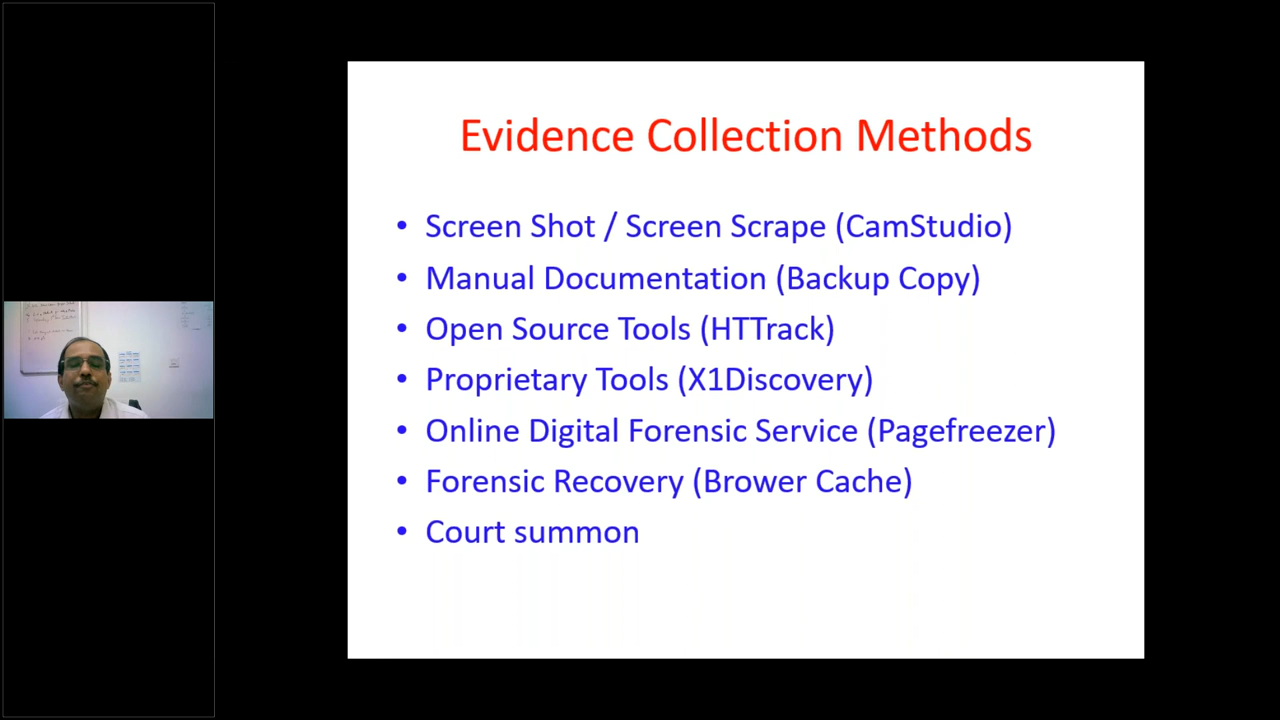 Evidence Collection Methods
• Screen Shot / Screen Scrape (CamStudio)
• Manual Documentation (Backup Copy)
• Open Source Tools (HTTrack)
• Proprietary Tools (X1Discovery)
• Online Digital Forensic Service (Pagefreezer)
• Forensic Recovery (Brower Cache)
• Court summon